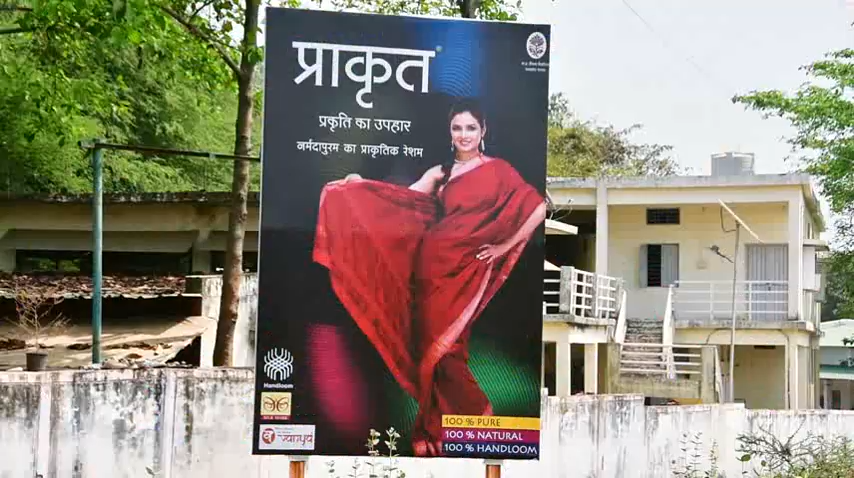 प्राकृत
प्रकृति का उपहार
नर्मदापुरम का प्राकृतिक रेशम
Handloom
100 % PURE
100 % NATURAL
100 % HANDLOOM